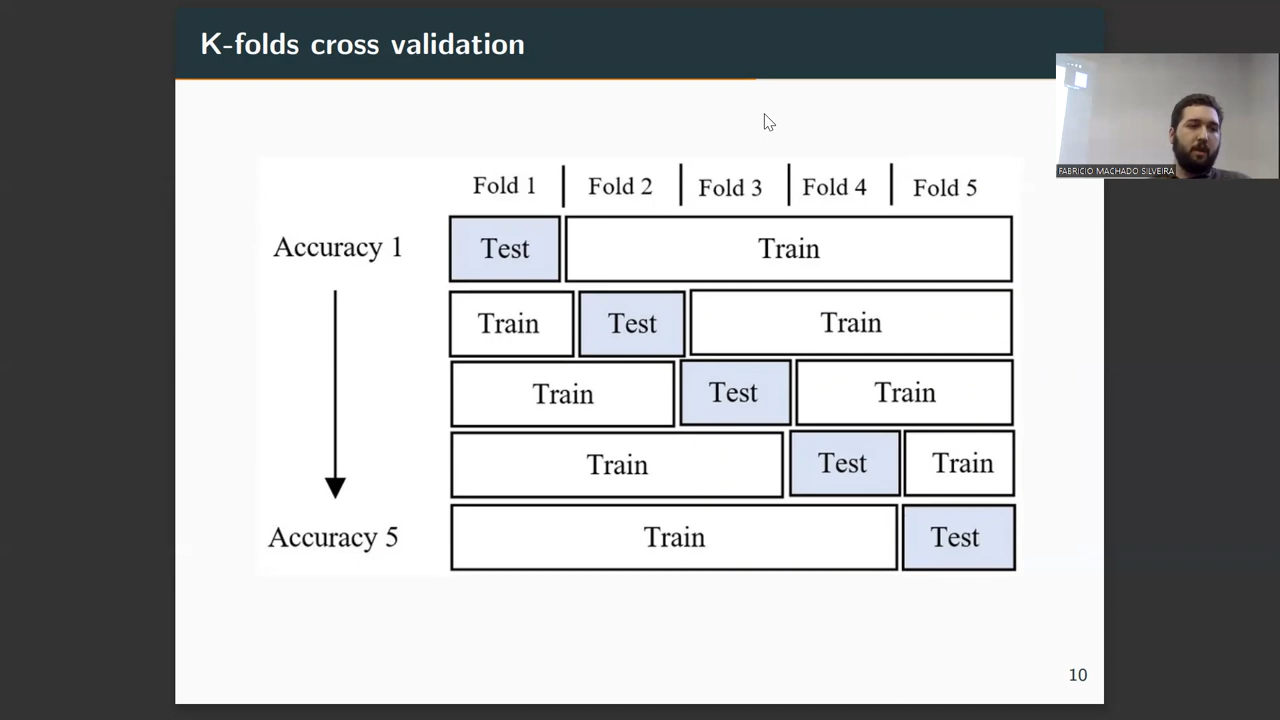 K-folds cross validation
FABRICIO MACHADO SILVEIRA
Fold 1 Fold 2 Fold 3 Fold 4 Fold 5
Accuracy 1 Test Train
Train Test Train
Train Test Train
Train Test Train
Accuracy 5 Train Test
10